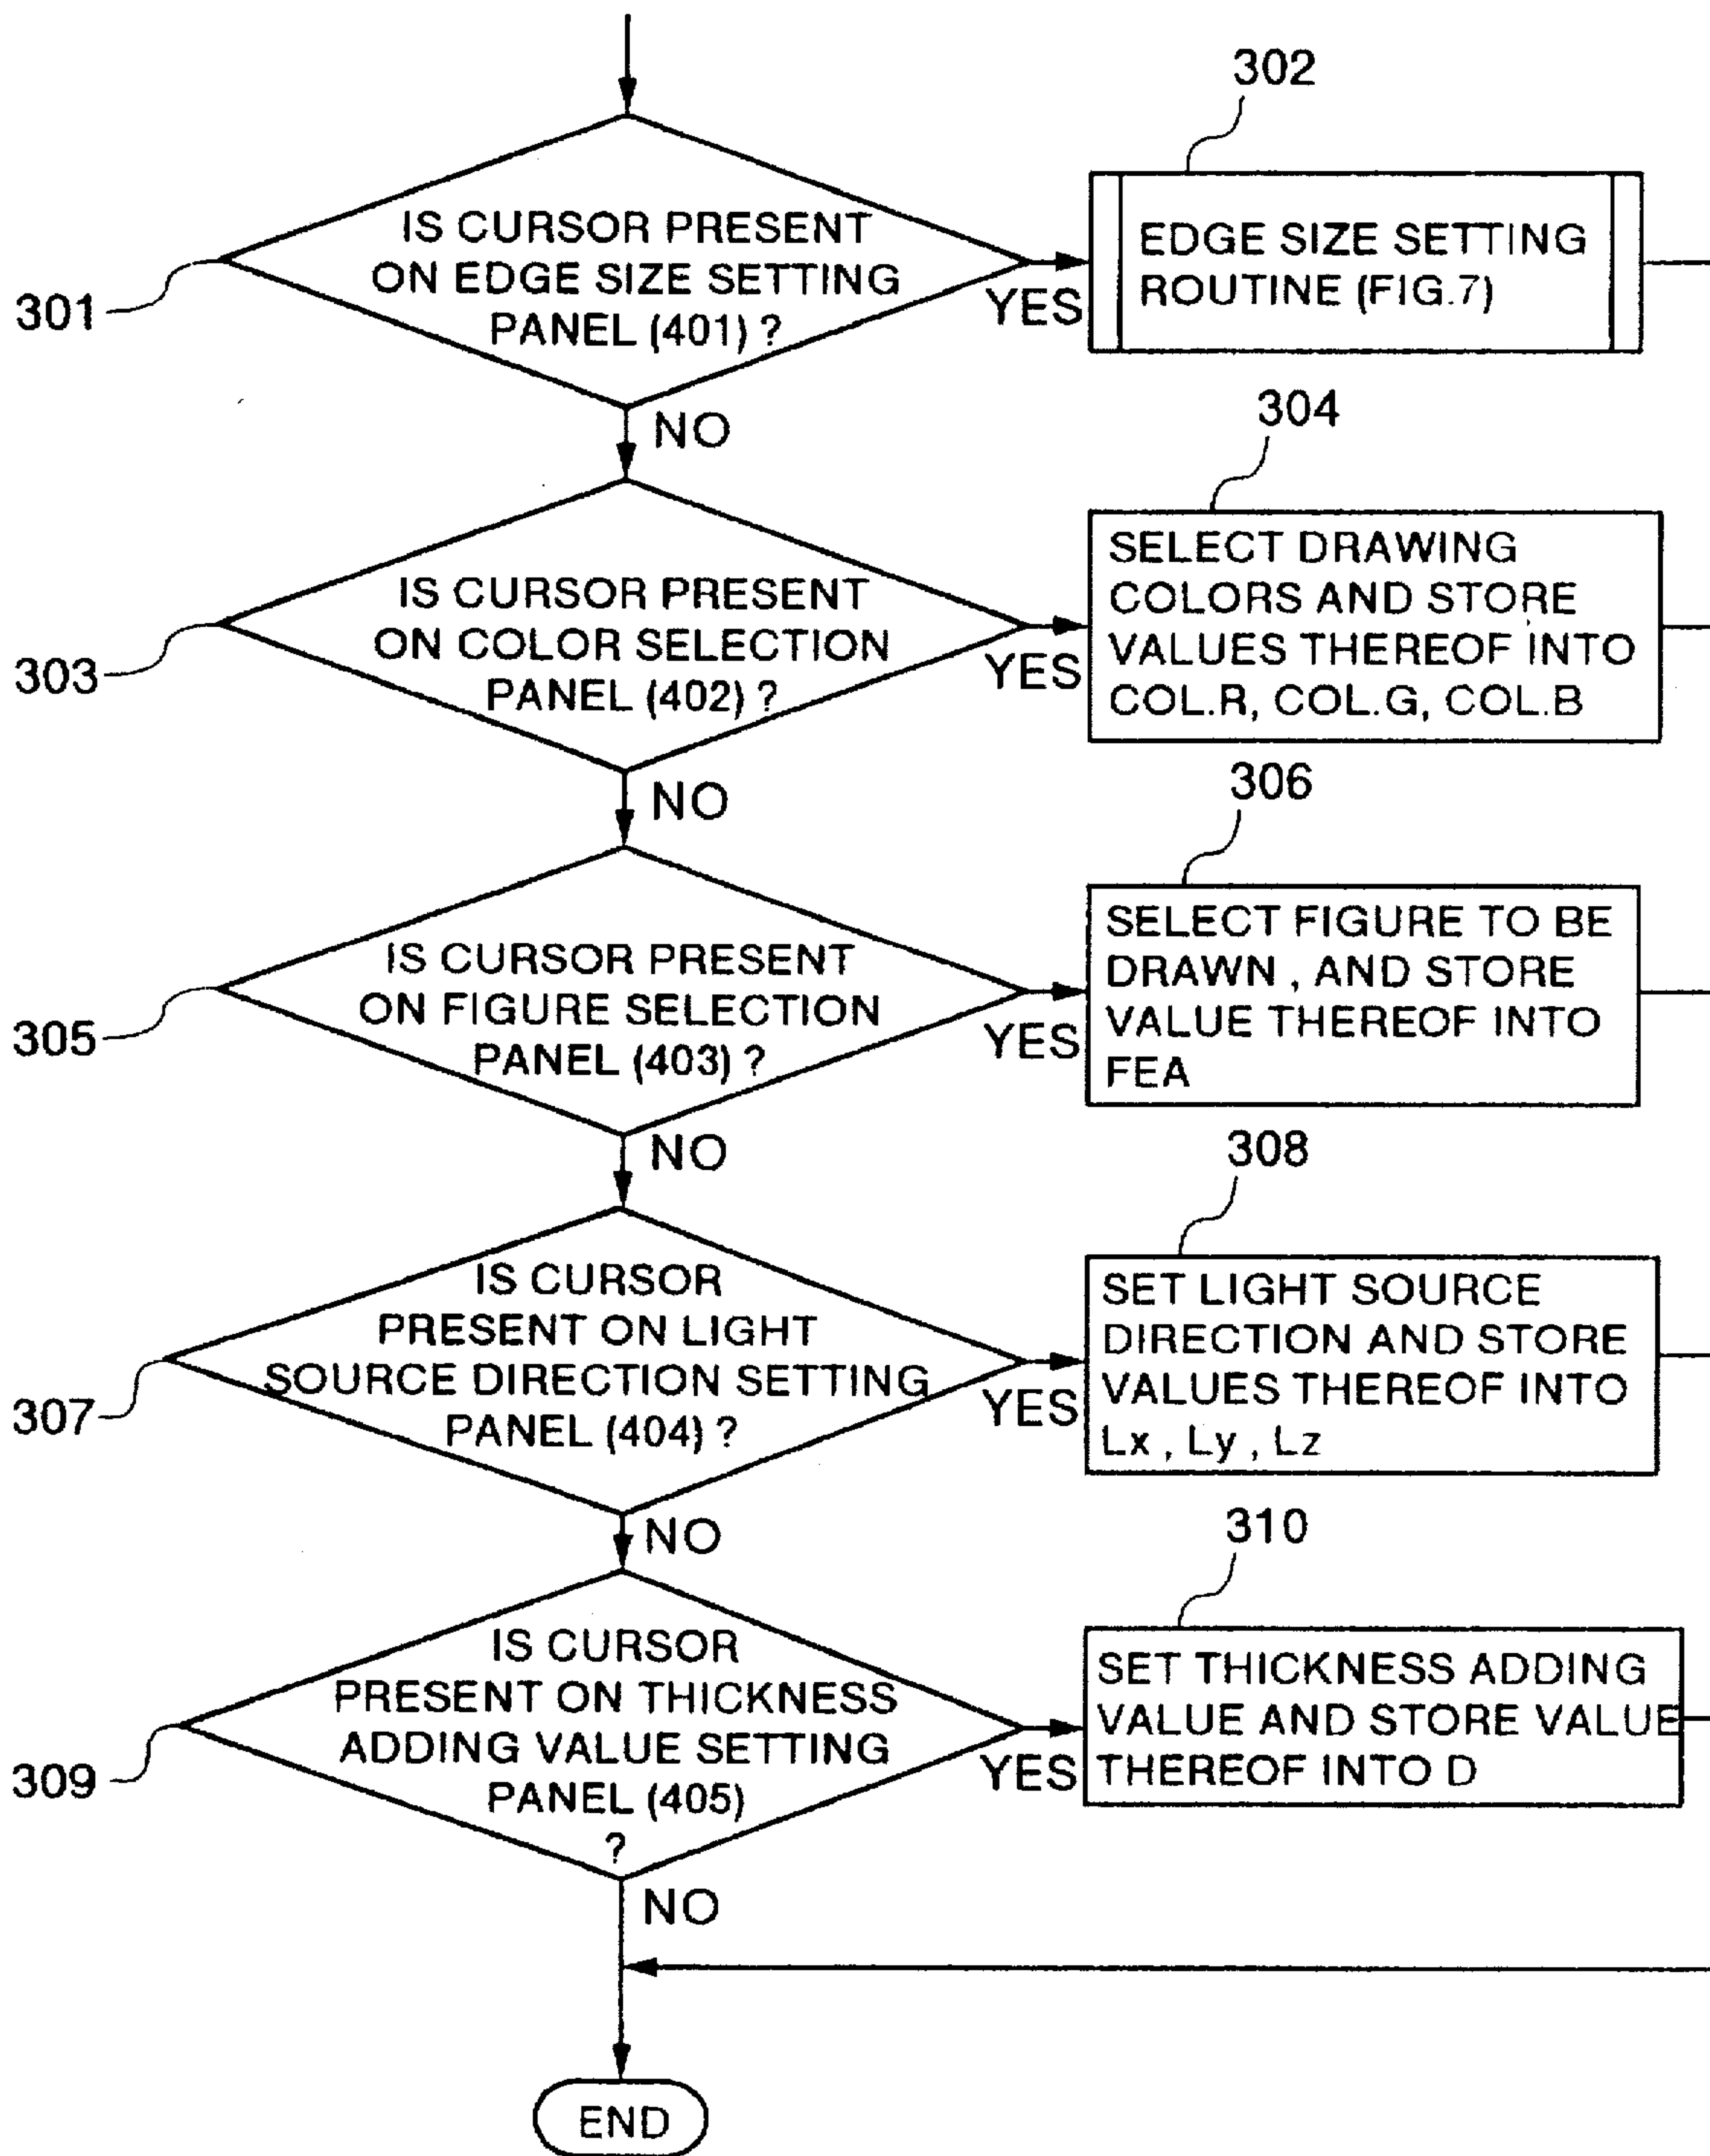 302
IS CURSOR PRESENT
ON EDGE SIZE SETTING
PANEL (401) ?
301
YES
EDGE SIZE SETTING
ROUTINE (FIG.7)
NO
304
IS CURSOR PRESENT
ON COLOR SELECTION
PANEL (402) ?
303
YES
SELECT DRAWING
COLORS AND STORE
VALUES THEREOF INTO
COL.R, COL.G, COL.B
NO
306
IS CURSOR PRESENT
ON FIGURE SELECTION
PANEL (403) ?
305
YES
SELECT FIGURE TO BE
DRAWN , AND STORE
VALUE THEREOF INTO
FEA
NO
308
IS CURSOR
PRESENT ON LIGHT
SOURCE DIRECTION SETTING
PANEL (404) ?
307
YES
SET LIGHT SOURCE
DIRECTION AND STORE
VALUES THEREOF INTO
Lx , Ly , Lz
NO
310
IS CURSOR
PRESENT ON THICKNESS
ADDING VALUE SETTING
PANEL (405)
?
309
YES
SET THICKNESS ADDING
VALUE AND STORE VALUE
THEREOF INTO D
NO
END